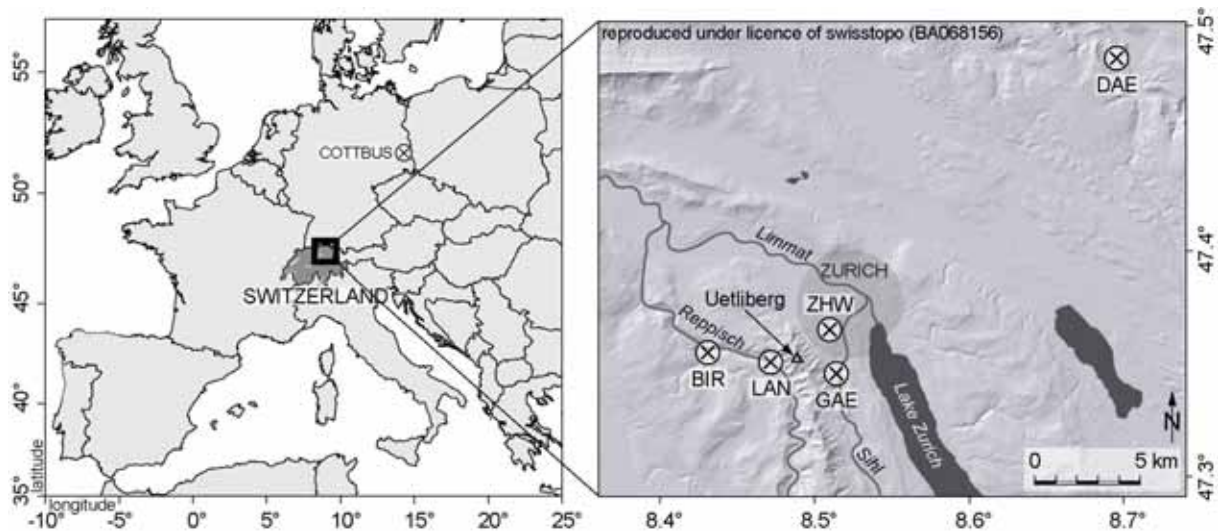 55°
50°
45°
40°
35°
latitude
longitude
-10°
-5°
0°
5°
10°
15°
20°
25°
COTTBUS
SWITZERLAND
reproduced under licence of swisstopo (BA068156)
DAE
Limmat
ZURICH
Uetliberg
ZHW
Reppisch
BIR
LAN
GAE
Sihl
Lake Zurich
N
0 5 km
47.5°
47.4°
47.3°
8.4°
8.5°
8.6°
8.7°